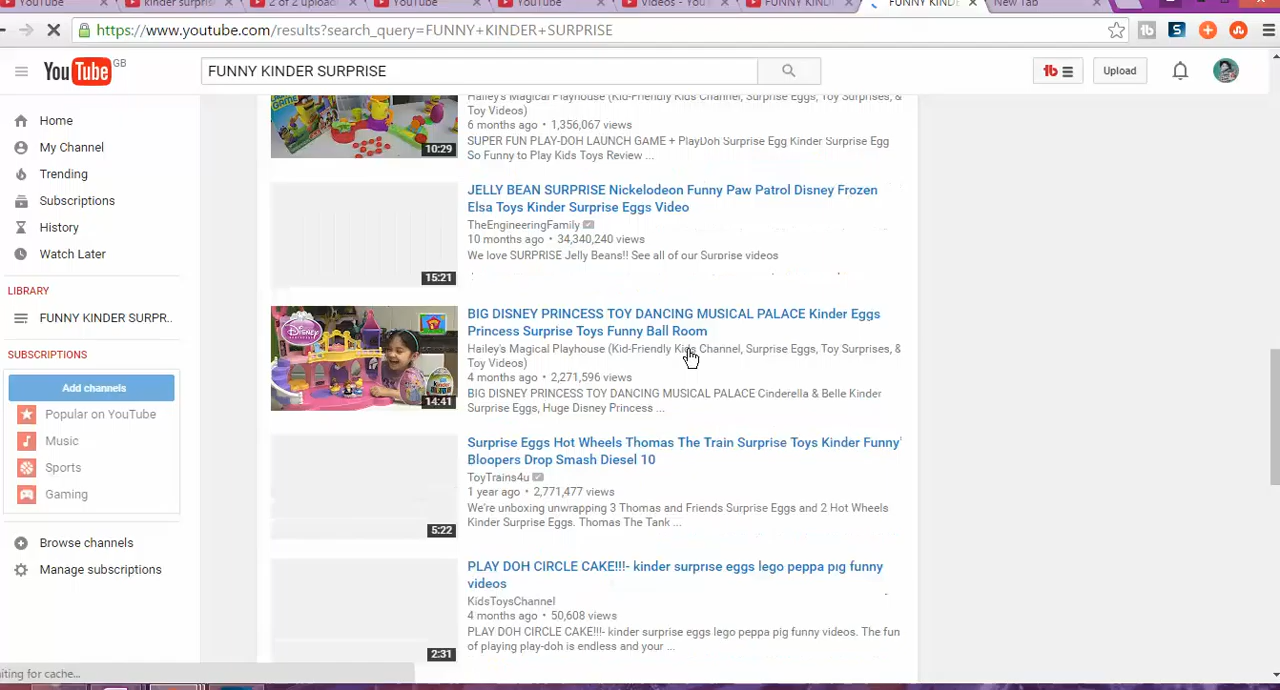 YouTube
kinder surpris
2 of 2 upload
YouTube
YouTube
Videos - You
FUNNY KIND
FUNNY KIND
New Tab
https://www.youtube.com/results?search_query=FUNNY+KINDER+SURPRISE
YouTube GB
FUNNY KINDER SURPRISE
Upload
Home
My Channel
Trending
Subscriptions
History
Watch Later
LIBRARY
FUNNY KINDER SURPR..
SUBSCRIPTIONS
Add channels
Popular on YouTube
Music
Sports
Gaming
Browse channels
Manage subscriptions
Hailey's Magical Playhouse (Kid-Friendly Kids Channel, Surprise Eggs, Toy Surprises, &
Toy Videos)
6 months ago • 1,356,067 views
SUPER FUN PLAY-DOH LAUNCH GAME + PlayDoh Surprise Egg Kinder Surprise Egg
So Funny to Play Kids Toys Review ...
10:29
JELLY BEAN SURPRISE Nickelodeon Funny Paw Patrol Disney Frozen
Elsa Toys Kinder Surprise Eggs Video
TheEngineeringFamily
10 months ago • 34,340,240 views
We love SURPRISE Jelly Beans!! See all of our Surprise videos
15:21
BIG DISNEY PRINCESS TOY DANCING MUSICAL PALACE Kinder Eggs
Princess Surprise Toys Funny Ball Room
Hailey's Magical Playhouse (Kid-Friendly Kids Channel, Surprise Eggs, Toy Surprises, &
Toy Videos)
4 months ago • 2,271,596 views
BIG DISNEY PRINCESS TOY DANCING MUSICAL PALACE Cinderella & Belle Kinder
Surprise Eggs, Huge Disney Princess ...
14:41
Surprise Eggs Hot Wheels Thomas The Train Surprise Toys Kinder Funny'
Bloopers Drop Smash Diesel 10
ToyTrains4u
1 year ago • 2,771,477 views
We're unboxing unwrapping 3 Thomas and Friends Surprise Eggs and 2 Hot Wheels
Kinder Surprise Eggs. Thomas The Tank ...
5:22
PLAY DOH CIRCLE CAKE!!!- kinder surprise eggs lego peppa pig funny
videos
KidsToysChannel
4 months ago • 50,608 views
PLAY DOH CIRCLE CAKE!!!- kinder surprise eggs lego peppa pig funny videos. The fun
of playing play-doh is endless and your ...
2:31
iting for cache...